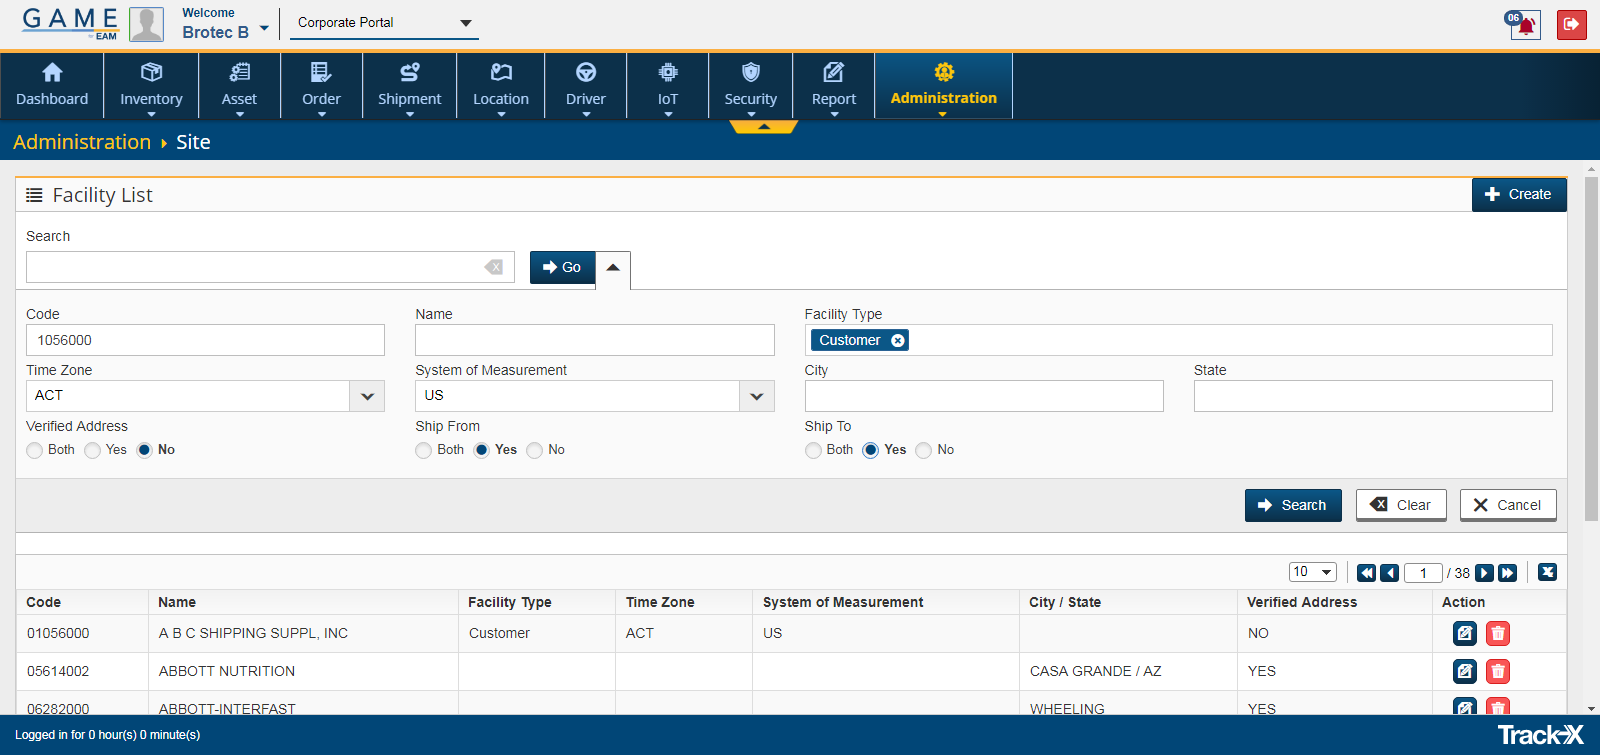 GAME
by EAM
Welcome
Brotec B
Corporate Portal
06
Dashboard
Inventory
Asset
Order
Shipment
Location
Driver
IoT
Security
Report
Administration
Administration Site
Facility List
Create
Search
Go
Code
Name
Facility Type
1056000
Customer
Time Zone
System of Measurement
City
State
ACT
US
Verified Address
Ship From
Ship To
Both Yes No
Both Yes No
Both Yes No
Search
Clear
Cancel
10
1 / 38
Code Name Facility Type Time Zone System of Measurement City / State Verified Address Action
01056000 A B C SHIPPING SUPPL, INC Customer ACT US NO
05614002 ABBOTT NUTRITION CASA GRANDE / AZ YES
06282000 ABBOTT-INTERFAST WHEELING YES
Logged in for 0 hour(s) 0 minute(s)
Track-X